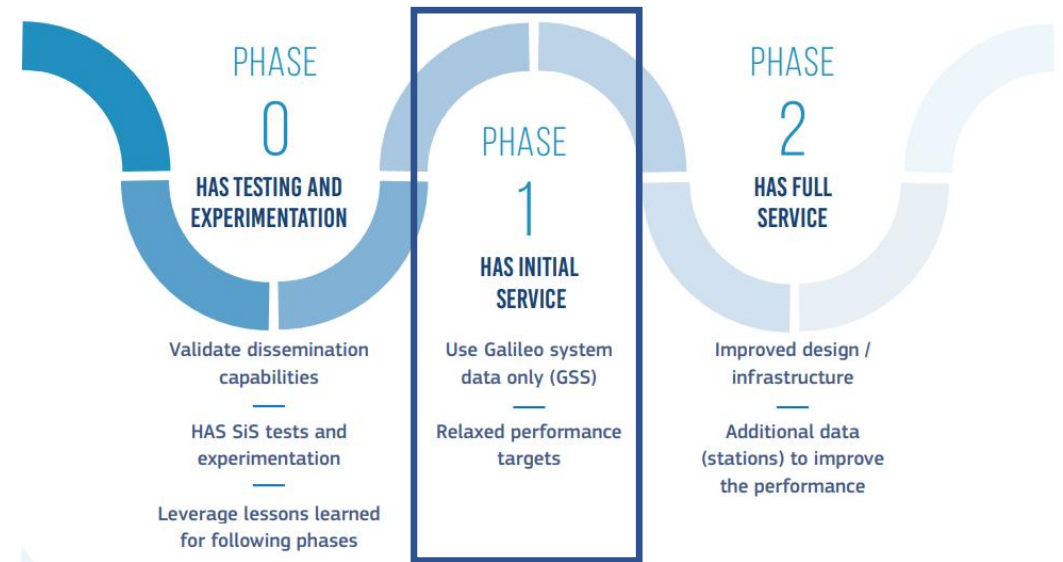 PHASE
0
HAS TESTING AND
EXPERIMENTATION
Validate dissemination
capabilities
HAS SiS tests and
experimentation
Leverage lessons learned
for following phases
PHASE
1
HAS INITIAL
SERVICE
Use Galileo system
data only (GSS)
Relaxed performance
targets
PHASE
2
HAS FULL
SERVICE
Improved design /
infrastructure
Additional data
(stations) to improve
the performance